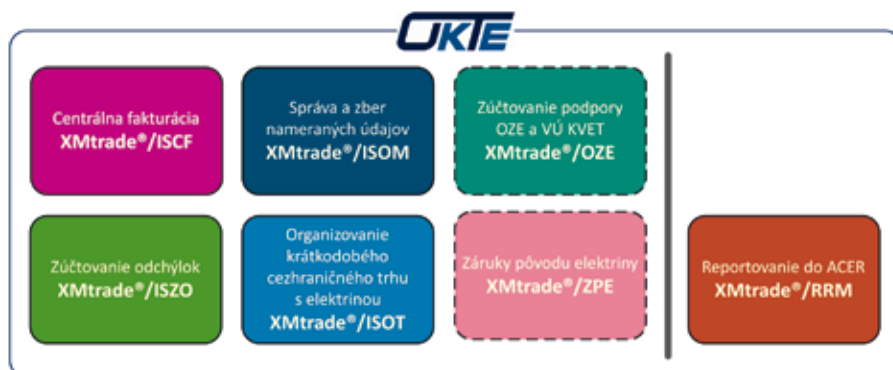 OKTE
Centrálna fakturácia
XMtrade®/ISCF
Správa a zber
nameraných údajov
XMtrade®/ISOM
Zúčtovanie podpory
OZE a VÚ KVET
XMtrade®/OZE
Zúčtovanie odchýlok
XMtrade®/ISZO
Organizovanie
krátkodobého
cezhraničného trhu
s elektrinou
XMtrade®/ISOT
Záruky pôvodu elektriny
XMtrade®/ZPE
Reportovanie do ACER
XMtrade®/RRM